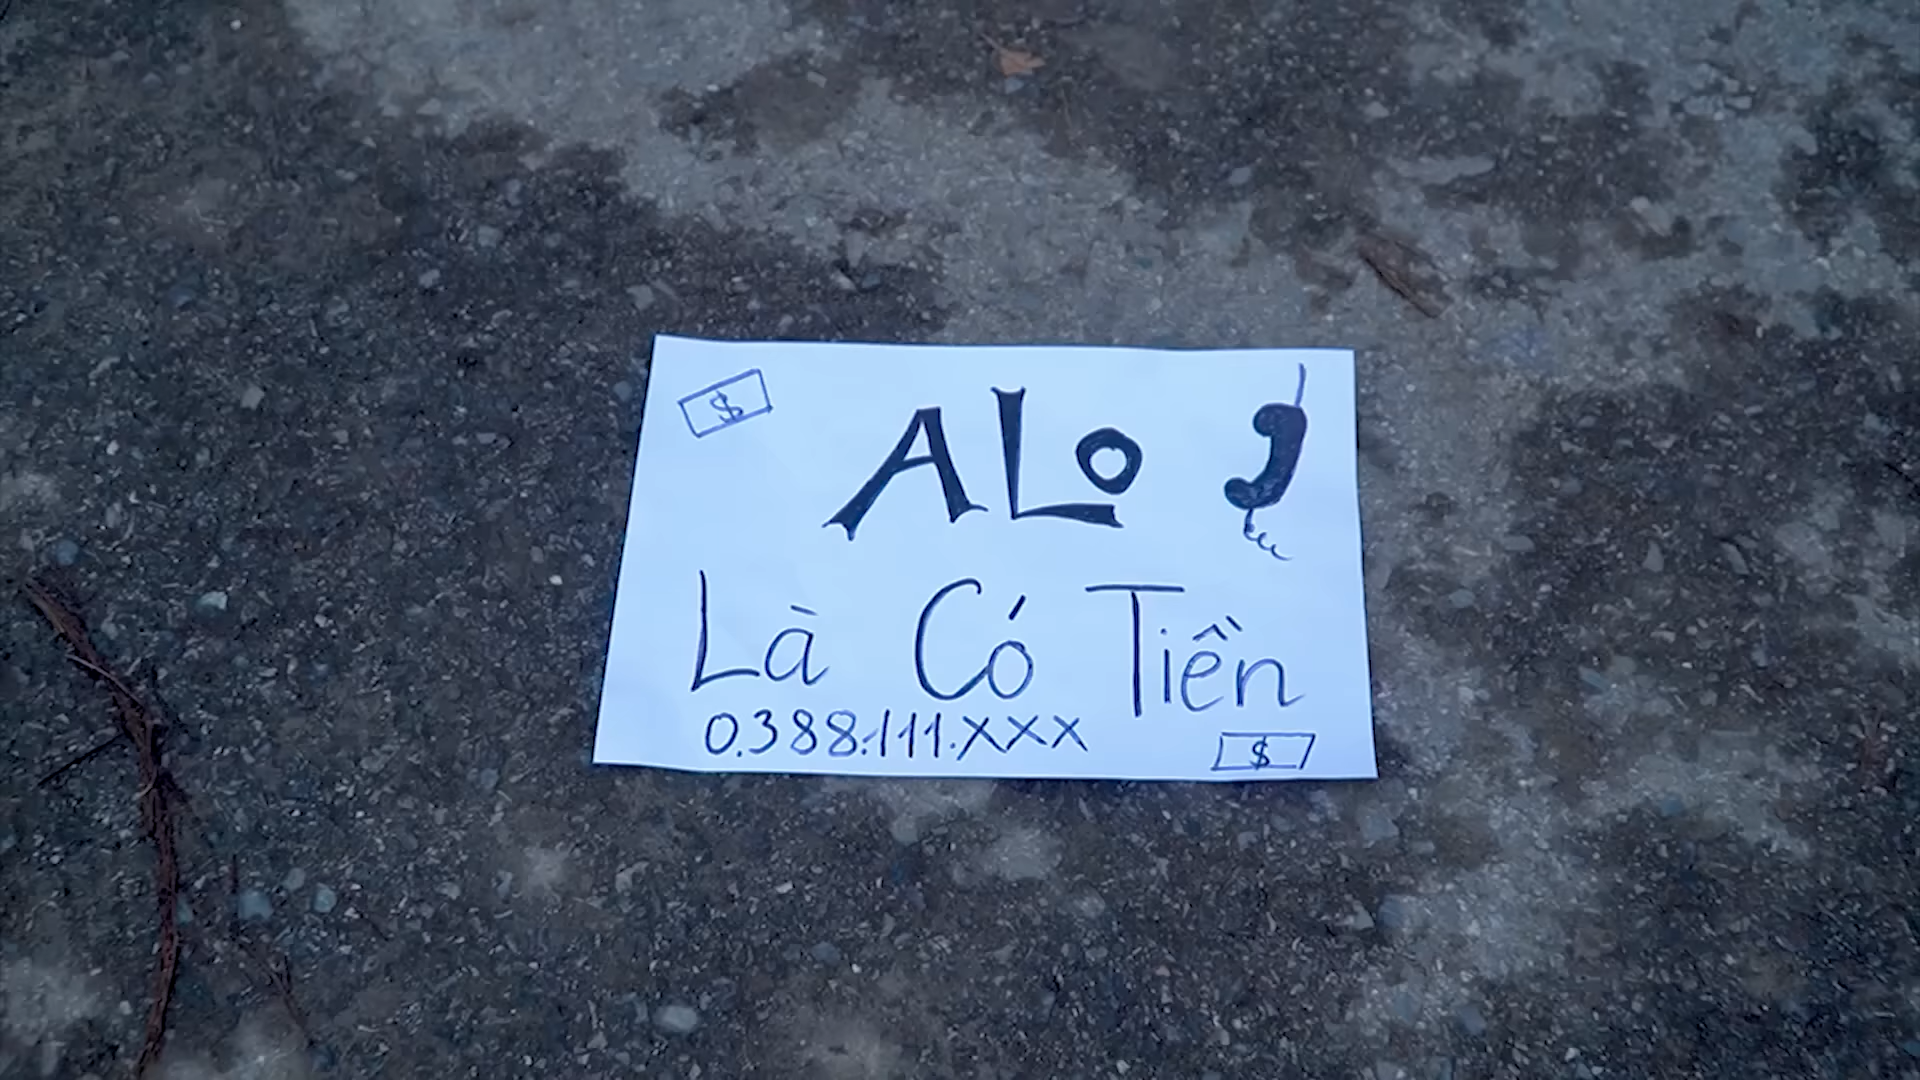 $
ALO
Là Có Tiền
0.388.111.XXX
$